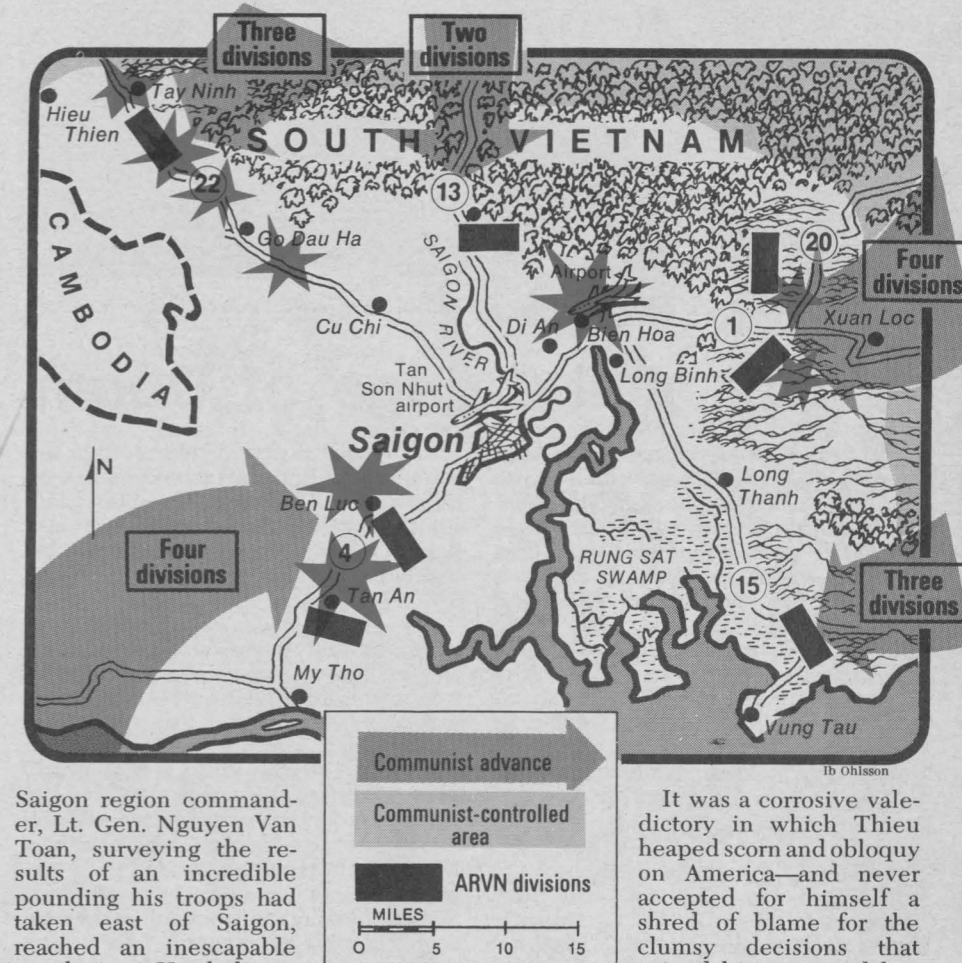 Three
divisions
Two
divisions
Hieu
Thien
Tay Ninh
SOUTH VIETNAM
22
13
20
Four
divisions
CAMBODIA
Go Dau Ha
SAIGON RIVER
Airport
Cu Chi
Di An
Bien Hoa
1
Xuan Loc
Tan
Son Nhut
airport
Long Binh
Saigon
N
Ben Luc
Long
Thanh
Four
divisions
4
RUNG SAT
SWAMP
15
Three
divisions
Tan An
My Tho
Vung Tau
Ib Ohlsson
Communist advance
Communist-controlled
area
ARVN divisions
MILES
0 5 10 15
Saigon region command-
er, Lt. Gen. Nguyen Van
Toan, surveying the re-
sults of an incredible
pounding his troops had
taken east of Saigon,
reached an inescapable
It was a corrosive vale-
dictory in which Thieu
heaped scorn and obloquy
on America—and never
accepted for himself a
shred of blame for the
clumsy decisions that